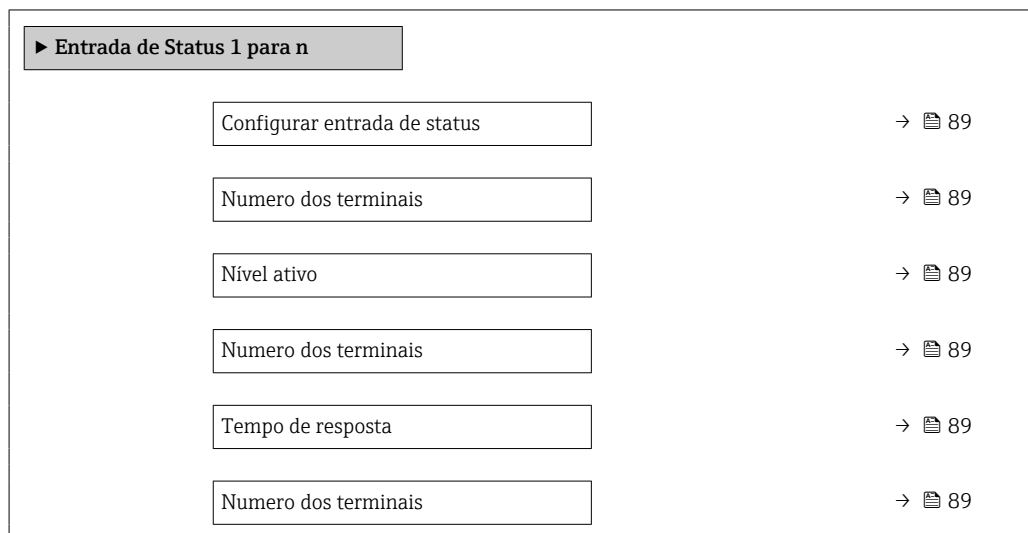 ► Entrada de Status 1 para n
Configurar entrada de status → 89
Numero dos terminais → 89
Nível ativo → 89
Numero dos terminais → 89
Tempo de resposta → 89
Numero dos terminais → 89